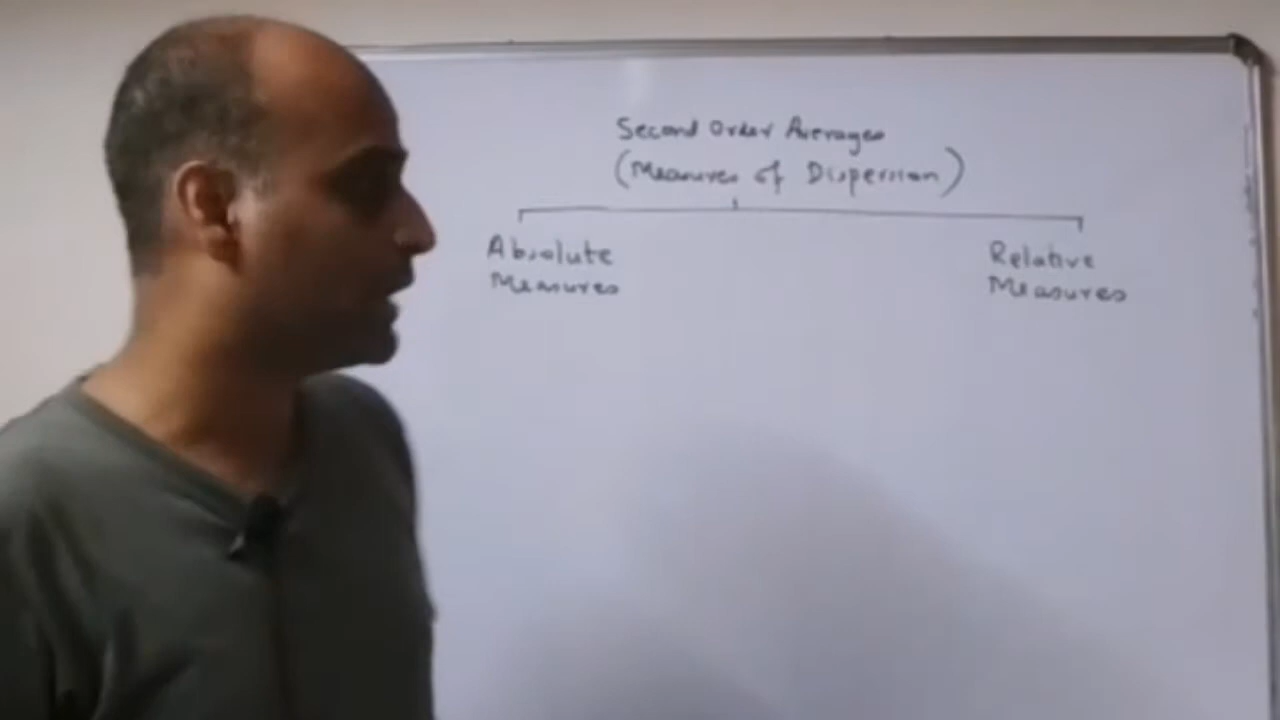 Second Order Averages
(Measures of Dispersion)
Absolute
Measures
Relative
Measures